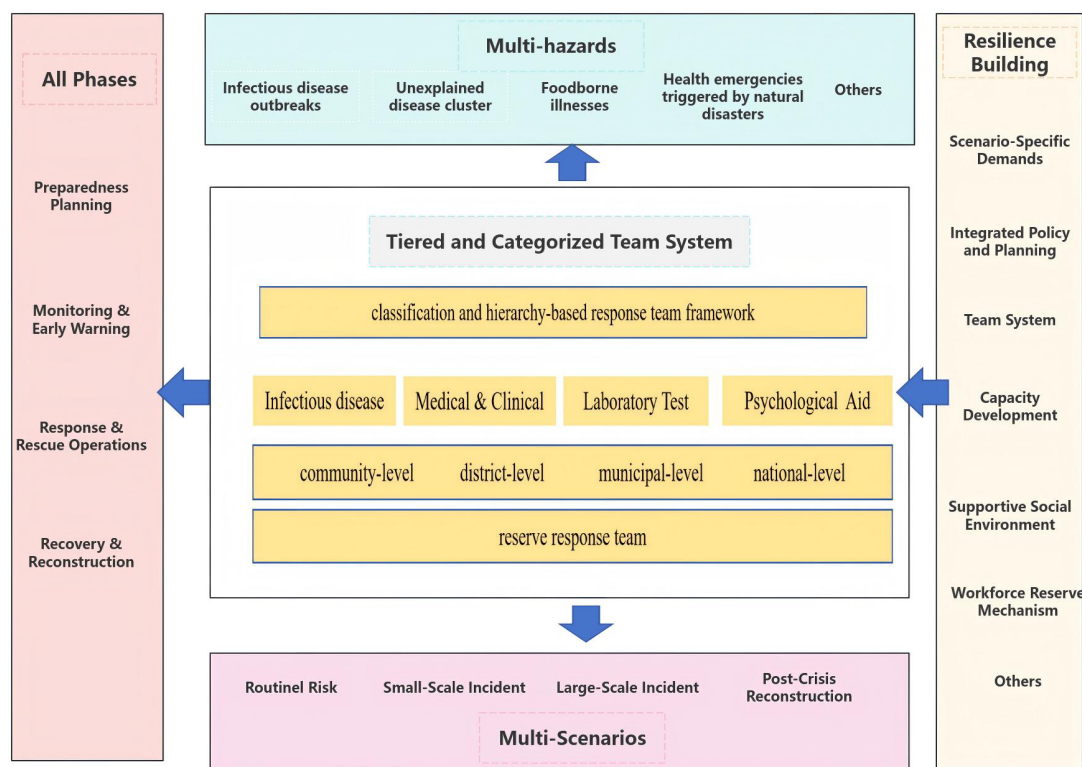 All Phases
Preparedness
Planning
Monitoring &
Early Warning
Response &
Rescue Operations
Recovery &
Reconstruction
Multi-hazards
Infectious disease
outbreaks
Unexplained
disease cluster
Foodborne
illnesses
Health emergencies
triggered by natural
disasters
Others
Tiered and Categorized Team System
classification and hierarchy-based response team framework
Infectious disease
Medical & Clinical
Laboratory Test
Psychological Aid
community-level
district-level
municipal-level
national-level
reserve response team
Routinel Risk
Small-Scale Incident
Large-Scale Incident
Post-Crisis
Reconstruction
Multi-Scenarios
Resilience
Building
Scenario-Specific
Demands
Integrated Policy
and Planning
Team System
Capacity
Development
Supportive Social
Environment
Workforce Reserve
Mechanism
Others